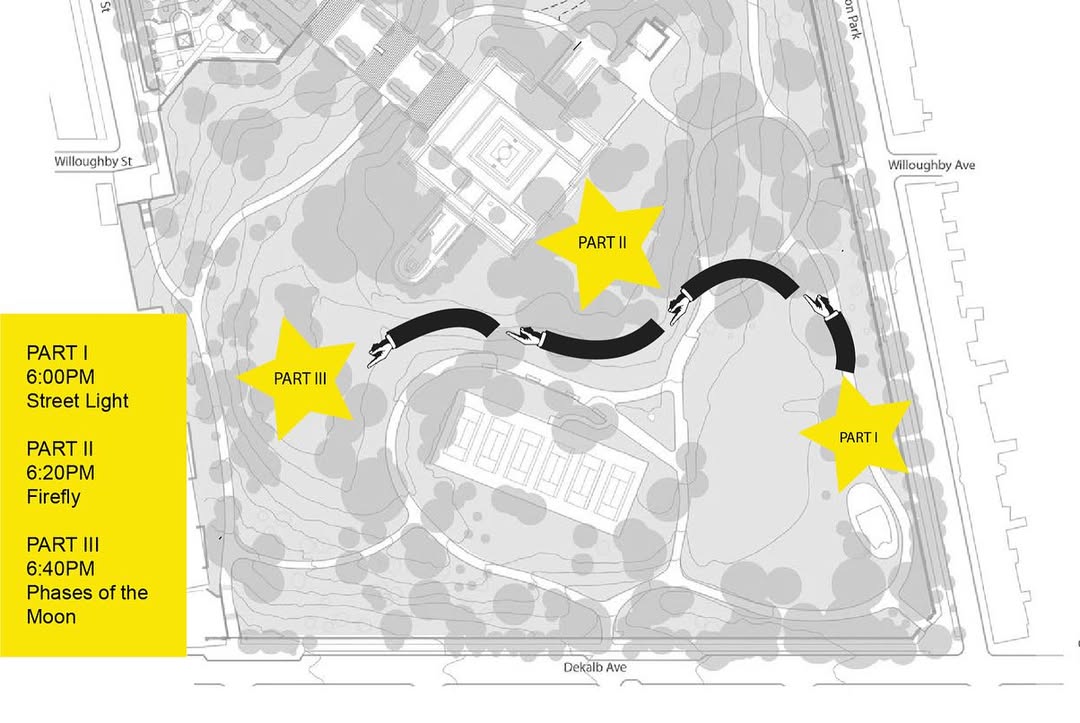 St
on Park
Willoughby St
Willoughby Ave
PART II
PART III
PART I
PART I
6:00PM
Street Light
PART II
6:20PM
Firefly
PART III
6:40PM
Phases of the
Moon
Dekalb Ave